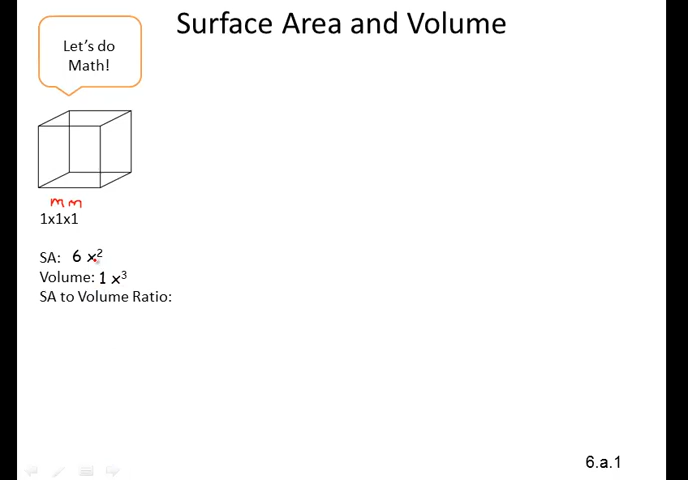 Surface Area and Volume
Let's do
Math!
mm
1x1x1
SA: 6 x²
Volume: 1 x³
SA to Volume Ratio:
6.a.1